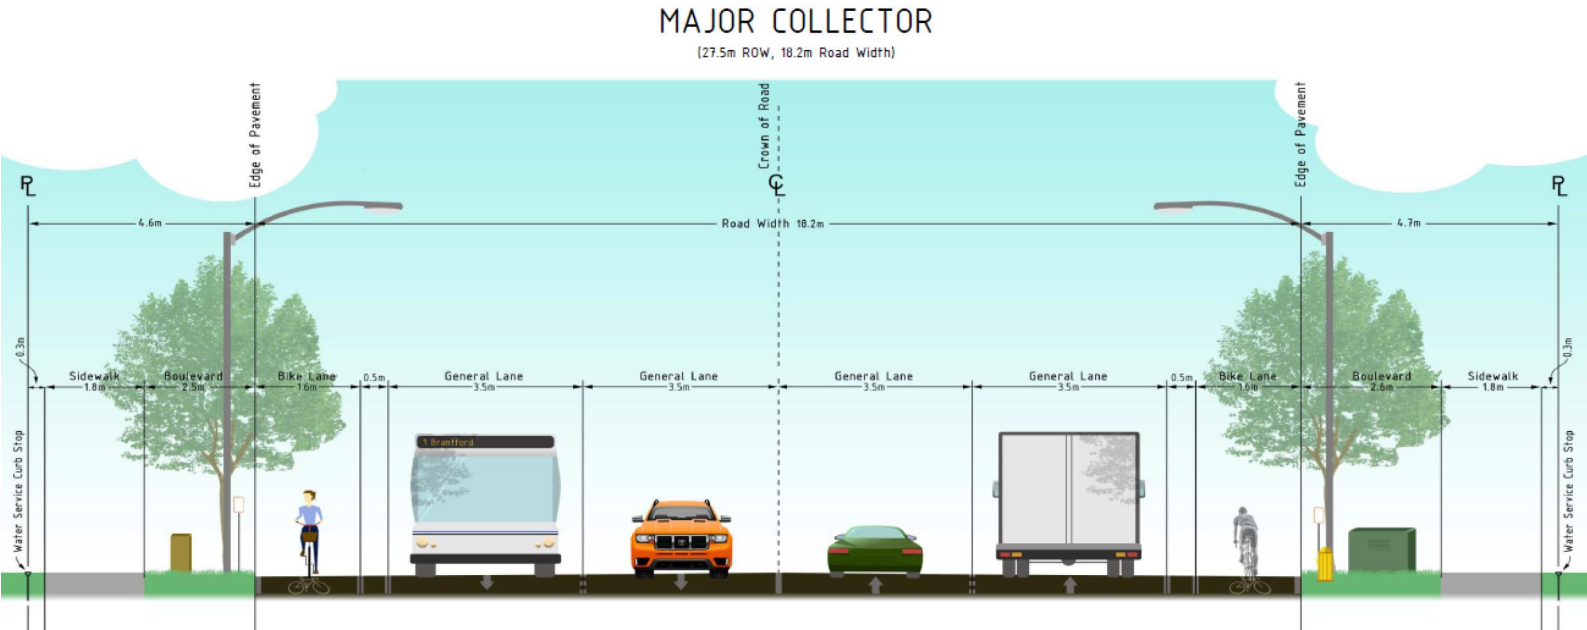 MAJOR COLLECTOR
(27.5m ROW, 18.2m Road Width)
Edge of Pavement
Crown of Road
Edge of Pavement
PL
CL
PL
4.6m
Road Width 18.2m
4.7m
0.3m
0.3m
Sidewalk
1.8m
Boulevard
2.5m
Bike Lane
1.6m
0.5m
General Lane
3.5m
General Lane
3.5m
General Lane
3.5m
General Lane
3.5m
0.5m
Bike Lane
1.6m
Boulevard
2.6m
Sidewalk
1.8m
Water Service Curb Stop
1 Brantford
Water Service Curb Stop